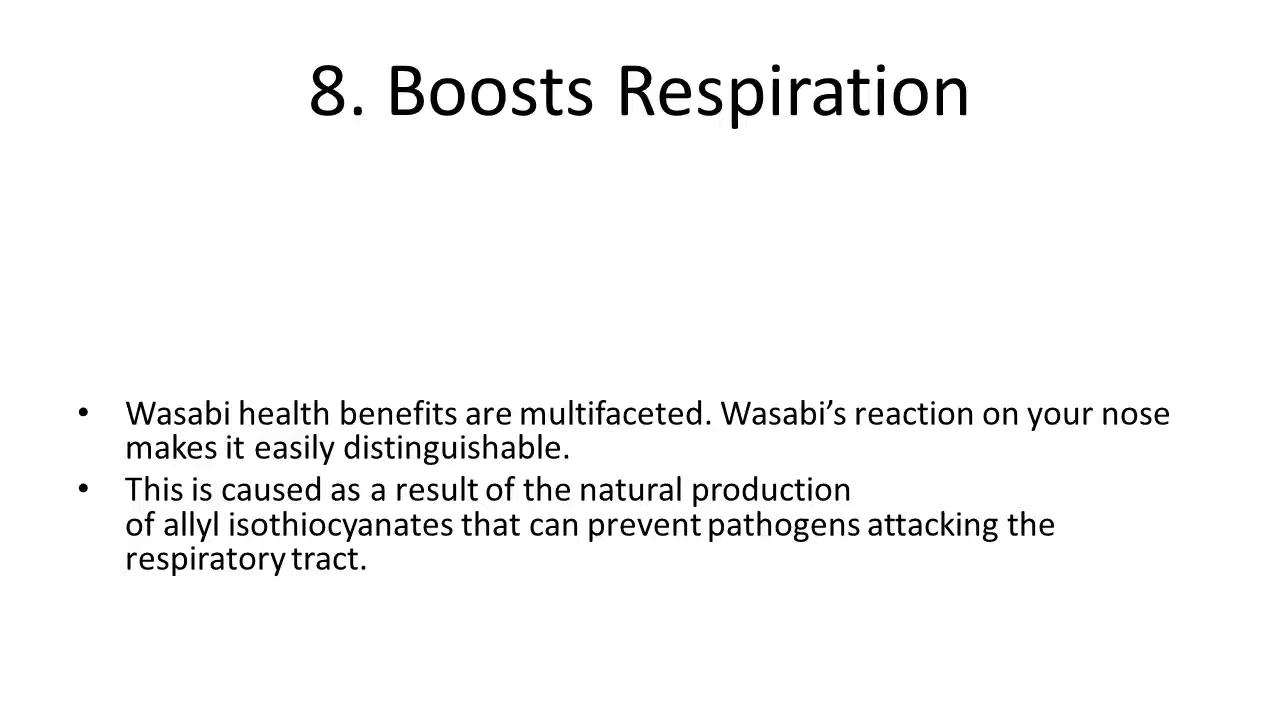 8. Boosts Respiration
• Wasabi health benefits are multifaceted. Wasabi’s reaction on your nose
makes it easily distinguishable.
• This is caused as a result of the natural production
of allyl isothiocyanates that can prevent pathogens attacking the
respiratory tract.